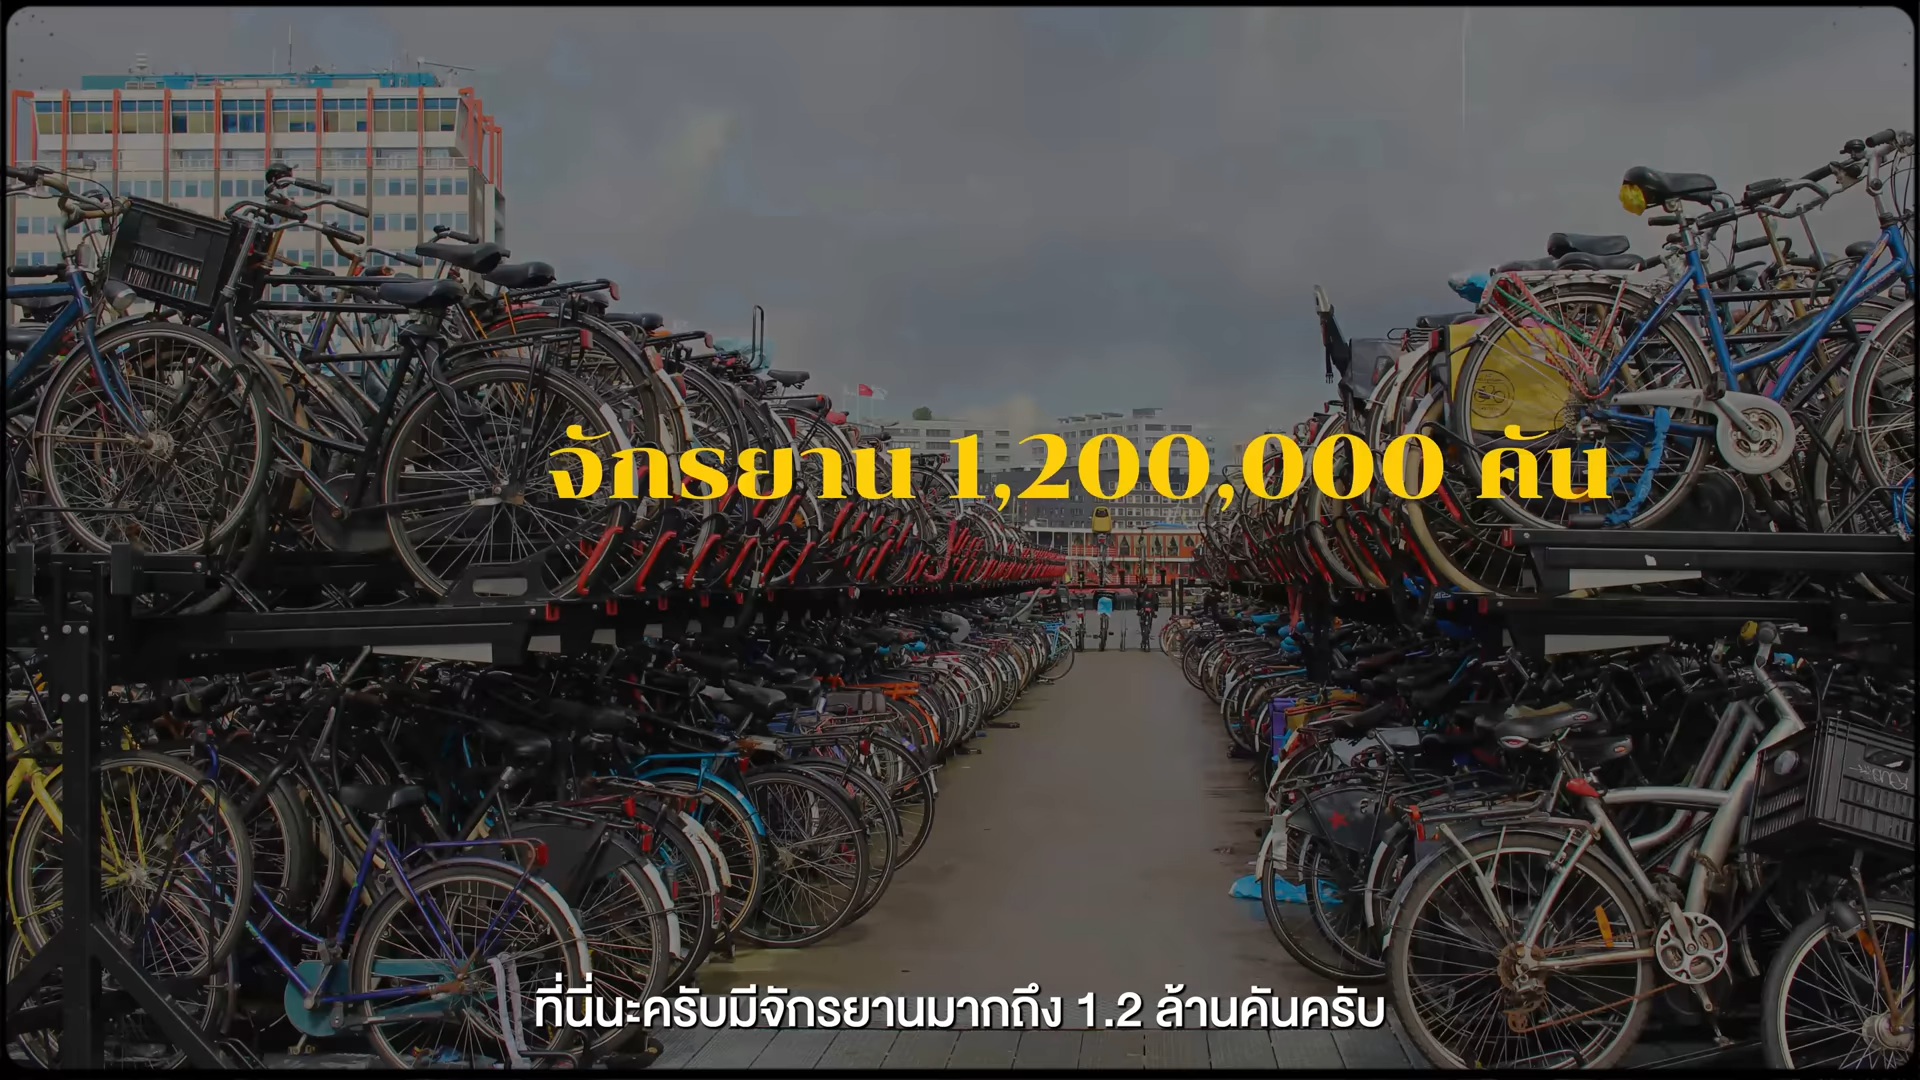 จักรยาน 1,200,000 คัน
ที่นี่นะครับมีจักรยานมากถึง 1.2 ล้านคันครับ